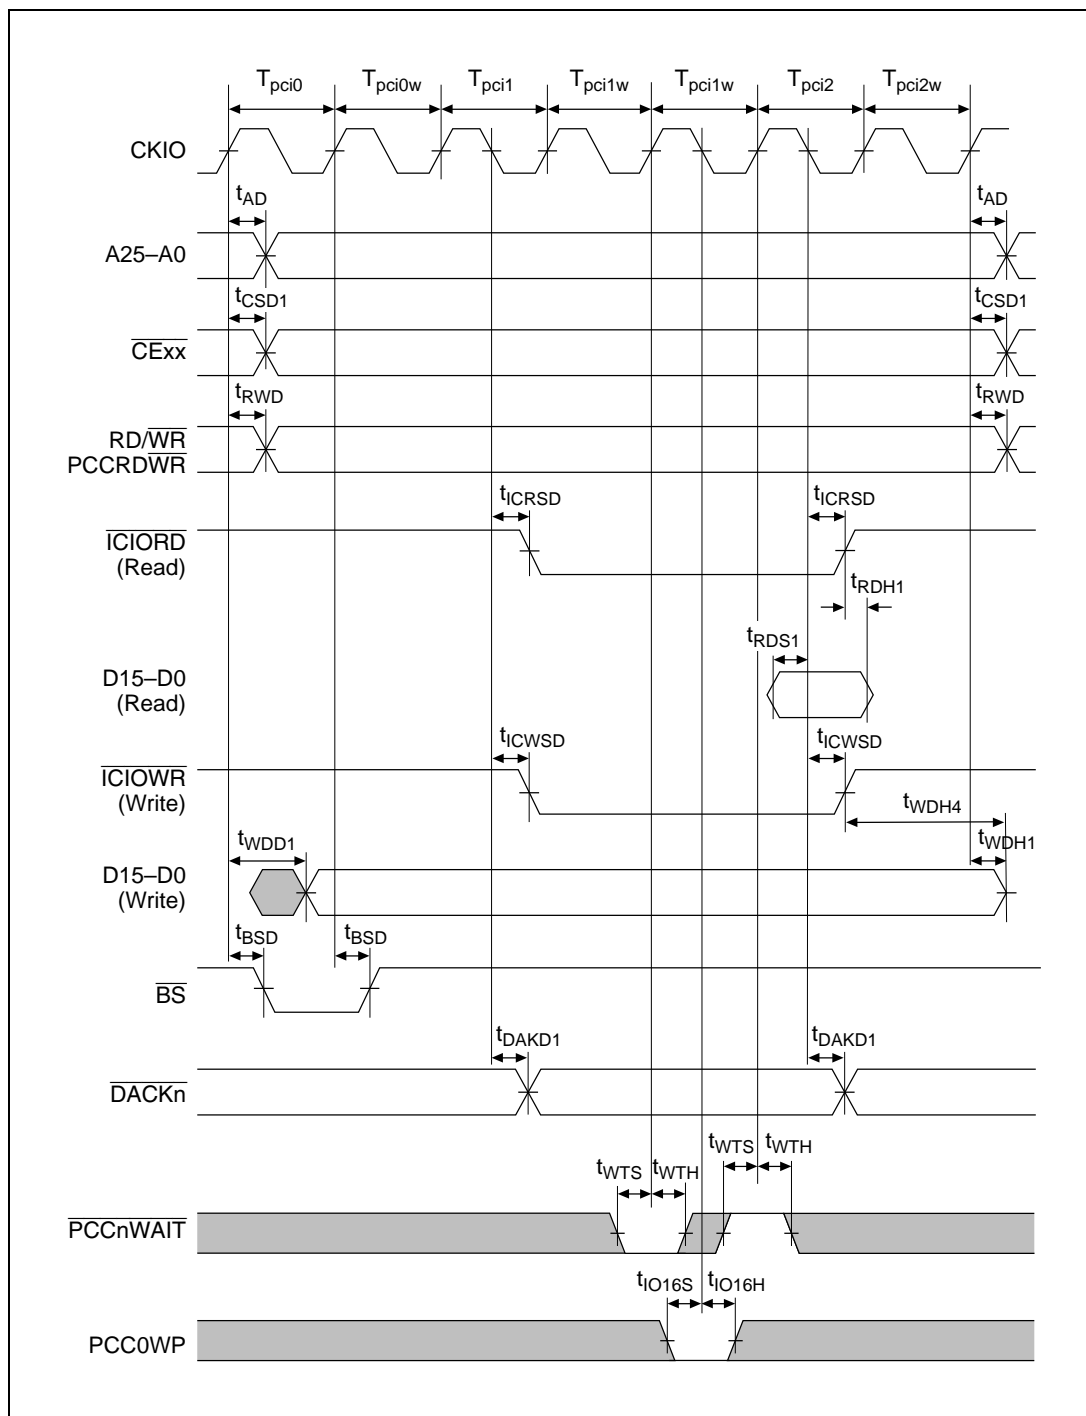 Tpci0 Tpci0w Tpci1 Tpci1w Tpci1w Tpci2 Tpci2w
CKIO
tAD tAD
A25–A0
tCSD1 tCSD1
CExx
tRWD tRWD
RD/WR
PCCRDWR
tICRSD tICRSD
ICIORD
(Read)
tRDH1
tRDS1
D15–D0
(Read)
tICWSD tICWSD
ICIOWR
(Write)
tWDH4
tWDD1 tWDH1
D15–D0
(Write)
tBSD tBSD
BS
tDAKD1 tDAKD1
DACKn
tWTS tWTH tWTS tWTH
PCCnWAIT
tIO16S tIO16H
PCC0WP